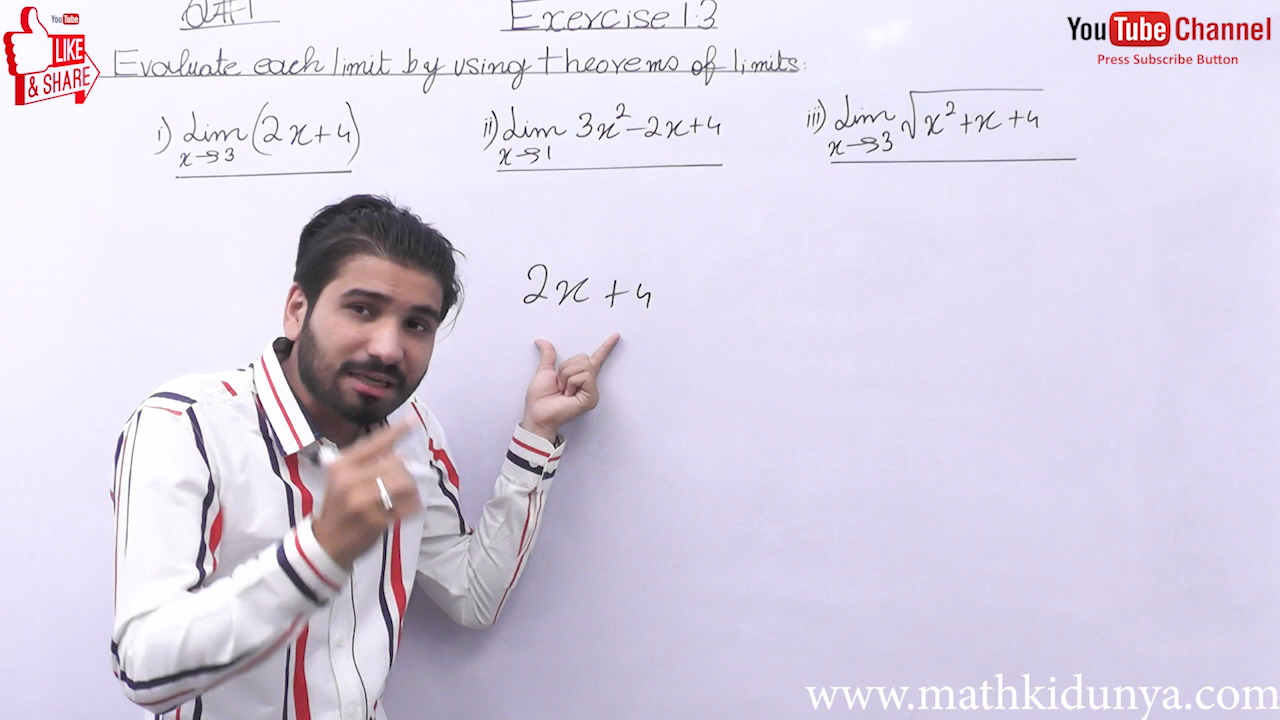 Exercise 1.3
YouTube
LIKE
& SHARE
YouTube Channel
Press Subscribe Button
Evaluate each limit by using theorems of limits:
i) Lim (2x+4)
x→3
ii) Lim 3x²-2x+4
x→1
iii) Lim √x²+x+4
x→3
2x+4
www.mathkidunya.com